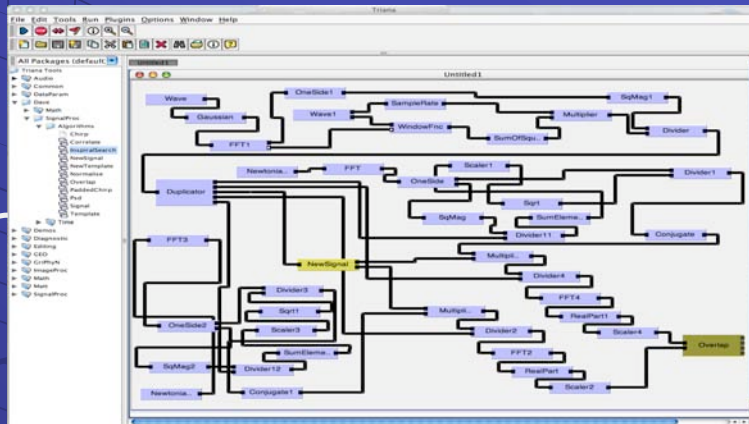 Triana
File Edit Tools Run Plugins Options Window Help
All Packages (default
Untitled1
Triana Tools
Audio
Common
DataParam
Dave
Math
SignalProc
Algorithms
Chirp
Correlate
InspiralSearch
NewSignal
NewTemplate
Normalise
Overlap
PaddedChirp
Psd
Signal
Template
Time
Demos
Diagnostic
Editing
GEO
GriPhyN
ImageProc
Math
Matt
SignalProc
Untitled1
Wave
OneSide1
SqMag1
Gaussian
SampleRate
Wave1
Multiplier
WindowFnc
SumOfSqu..
Divider
FFT1
Newtonia..
FFT
Scaler1
OneSide
Divider1
Duplicator
Sqrt
SqMag
SumEleme..
Divider11
Conjugate
FFT3
Multipli..
NewSignal
Divider4
Divider3
FFT4
Sqrt1
Multipli..
RealPart1
OneSide2
Scaler3
Divider2
Scaler4
Overlap
SumEleme..
FFT2
SqMag2
Divider12
RealPart
Newtonia..
Conjugate1
Scaler2